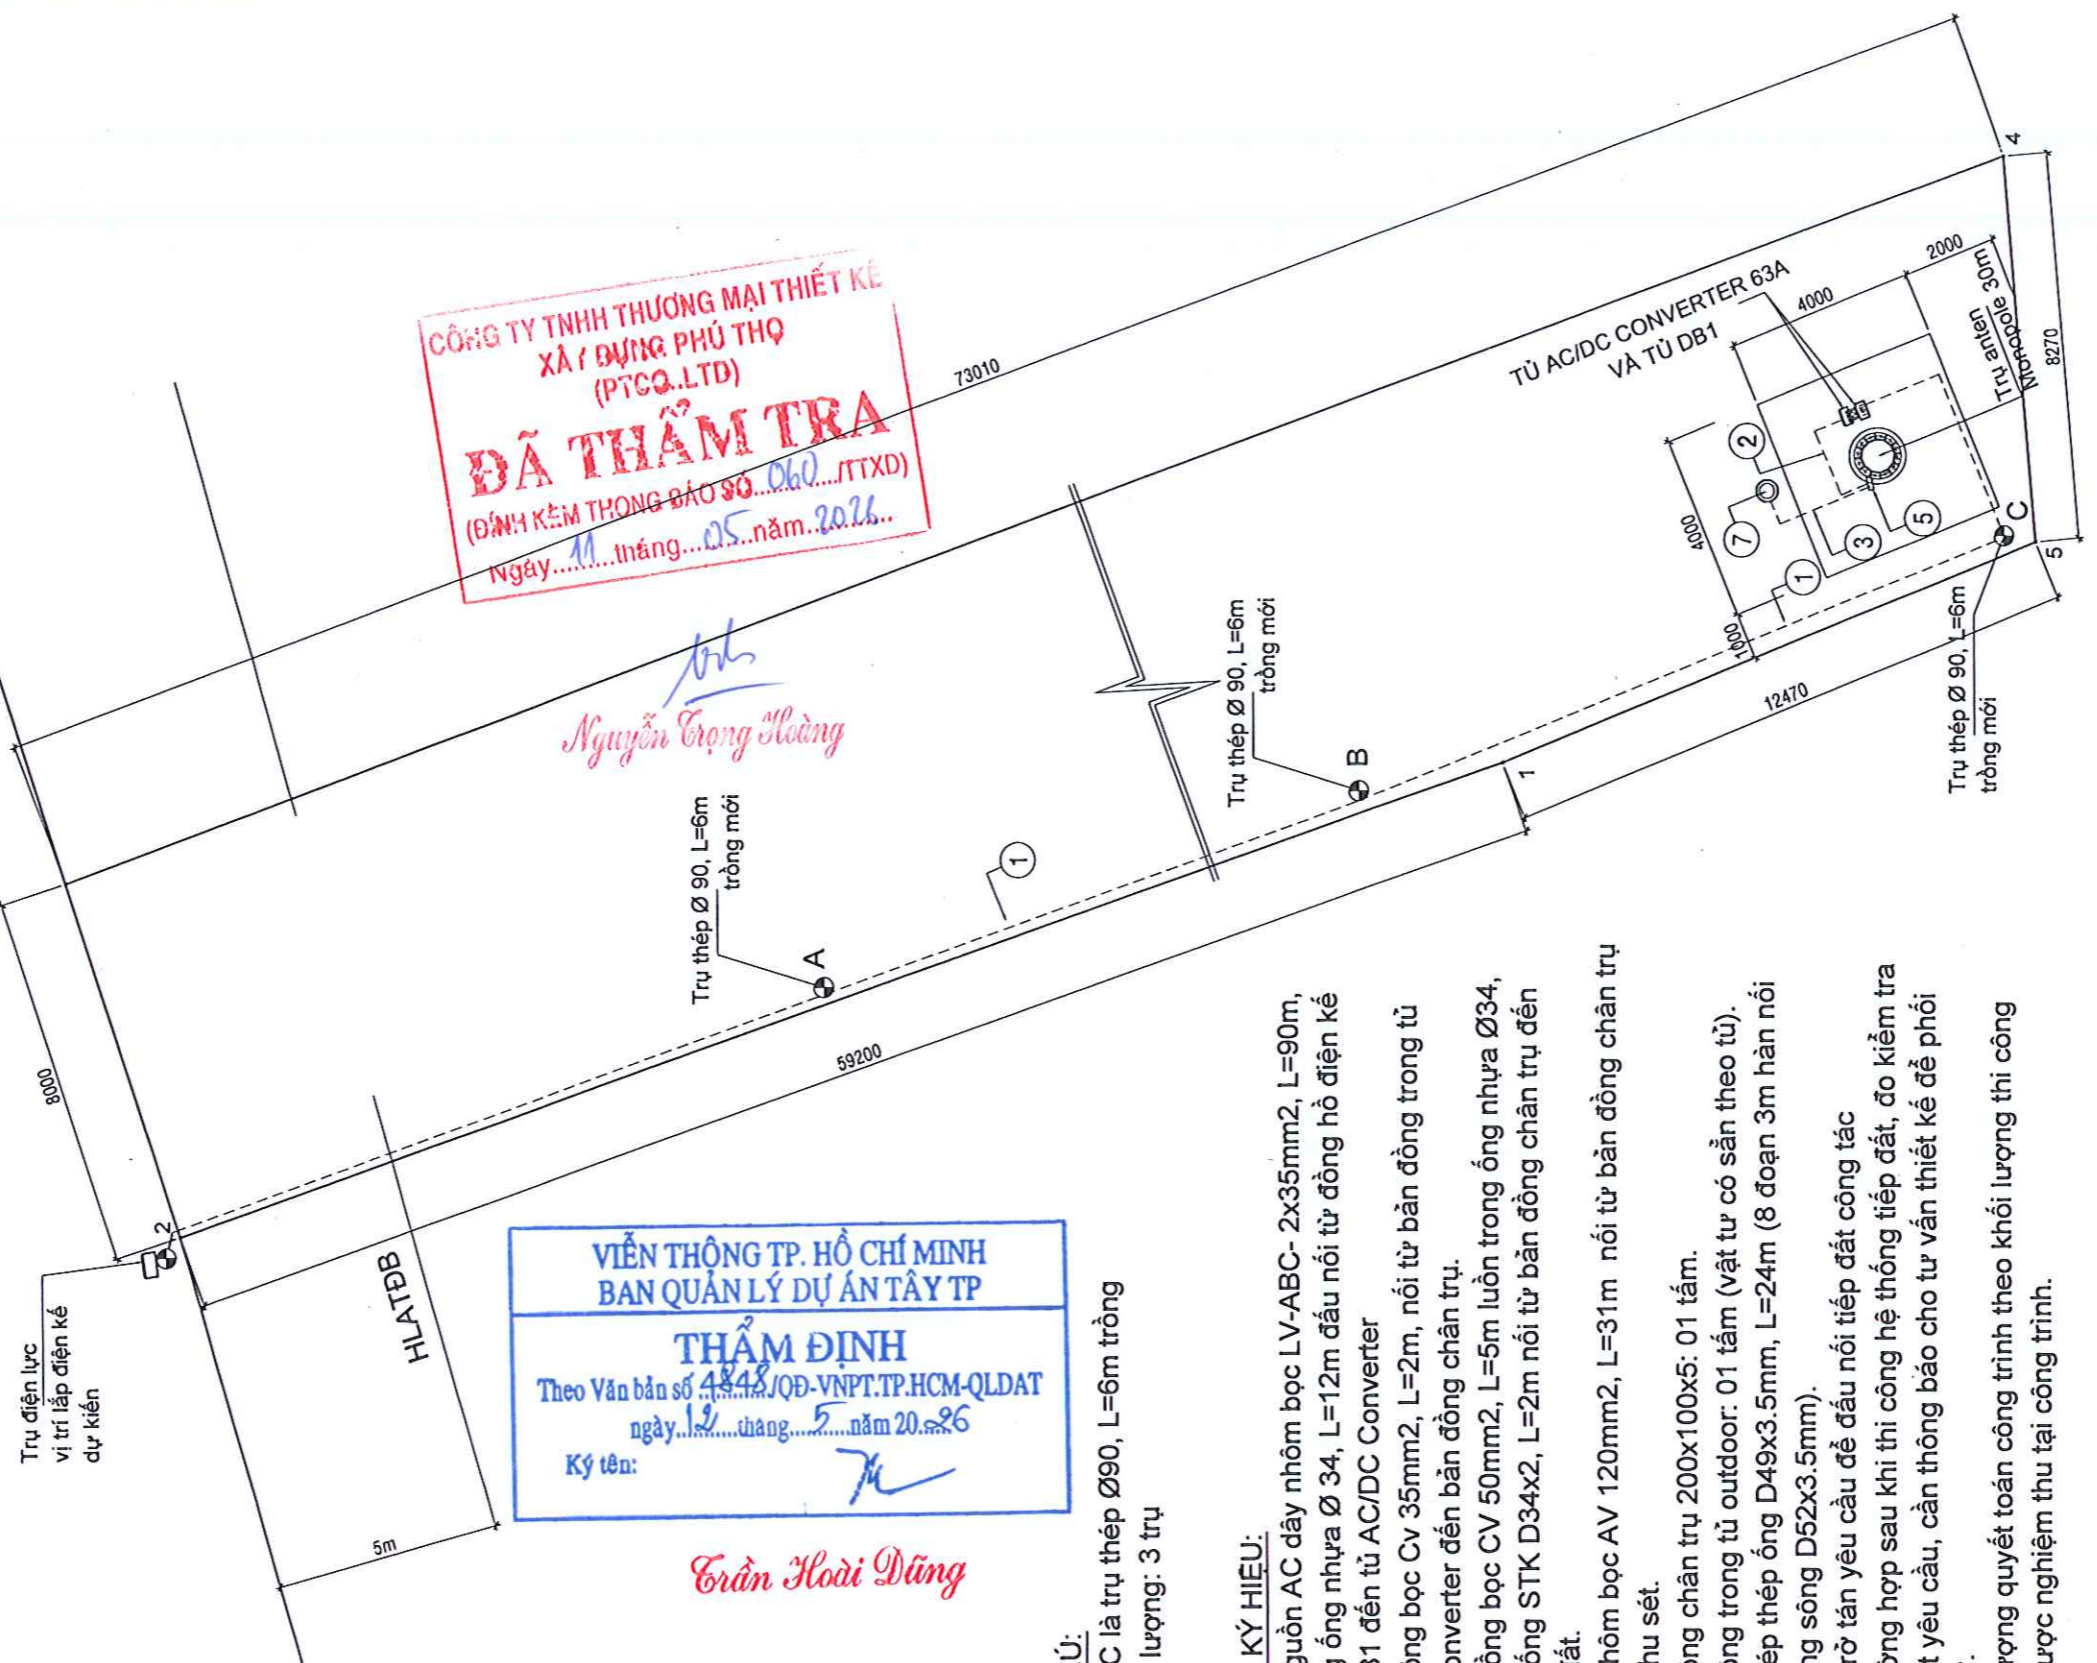 Trụ điện lực
vị trí lắp điện kế
dự kiến
8000
2
HLATĐB
5m
59200
73010
Trụ thép Ø 90, L=6m
trồng mới
A
1
Trụ thép Ø 90, L=6m
trồng mới
B
1
12470
1000
4000
TỦ AC/DC CONVERTER 63A
VÀ TỦ DB1
4000
2000
Trụ anten
Monopole 30m
8270
4
5
C
Trụ thép Ø 90, L=6m
trồng mới
7
2
3
5
1
CÔNG TY TNHH THƯƠNG MẠI THIẾT KẾ
XÂY DỰNG PHÚ THỌ
(PTCO.,LTD)
ĐÃ THẨM TRA
(ĐÍNH KÈM THÔNG BÁO SỐ 060 /TTXD)
Ngày 11 tháng 05 năm 2026
Nguyễn Trọng Hoàng
VIỄN THÔNG TP. HỒ CHÍ MINH
BAN QUẢN LÝ DỰ ÁN TÂY TP
THẨM ĐỊNH
Theo Văn bản số 4848/QĐ-VNPT.TP.HCM-QLDAT
ngày 12 tháng 5 năm 2026
Ký tên:
Trần Hoài Dũng
C là trụ thép Ø90, L=6m trồng
lượng: 3 trụ
KÝ HIỆU:
guồn AC dây nhôm bọc LV-ABC- 2x35mm2, L=90m,
ống nhựa Ø 34, L=12m đấu nối từ đồng hồ điện kế
31 đến tủ AC/DC Converter
ồng bọc Cv 35mm2, L=2m, nối từ bản đồng trong tủ
onverter đến bản đồng chân trụ.
ồng bọc CV 50mm2, L=5m luồn trong ống nhựa Ø34,
ống STK D34x2, L=2m nối từ bản đồng chân trụ đến
đất.
hôm bọc AV 120mm2, L=31m nối từ bản đồng chân trụ
hu sét.
ồng chân trụ 200x100x5: 01 tấm.
ồng trong tủ outdoor: 01 tấm (vật tư có sẵn theo tủ).
ép thép ống D49x3.5mm, L=24m (8 đoạn 3m hàn nối
ng sông D52x3.5mm).
rở tản yêu cầu để đấu nối tiếp đất công tác
ờng hợp sau khi thi công hệ thống tiếp đất, đo kiểm tra
t yêu cầu, cần thông báo cho tư vấn thiết kế để phối
ượng quyết toán công trình theo khối lượng thi công
ược nghiệm thu tại công trình.